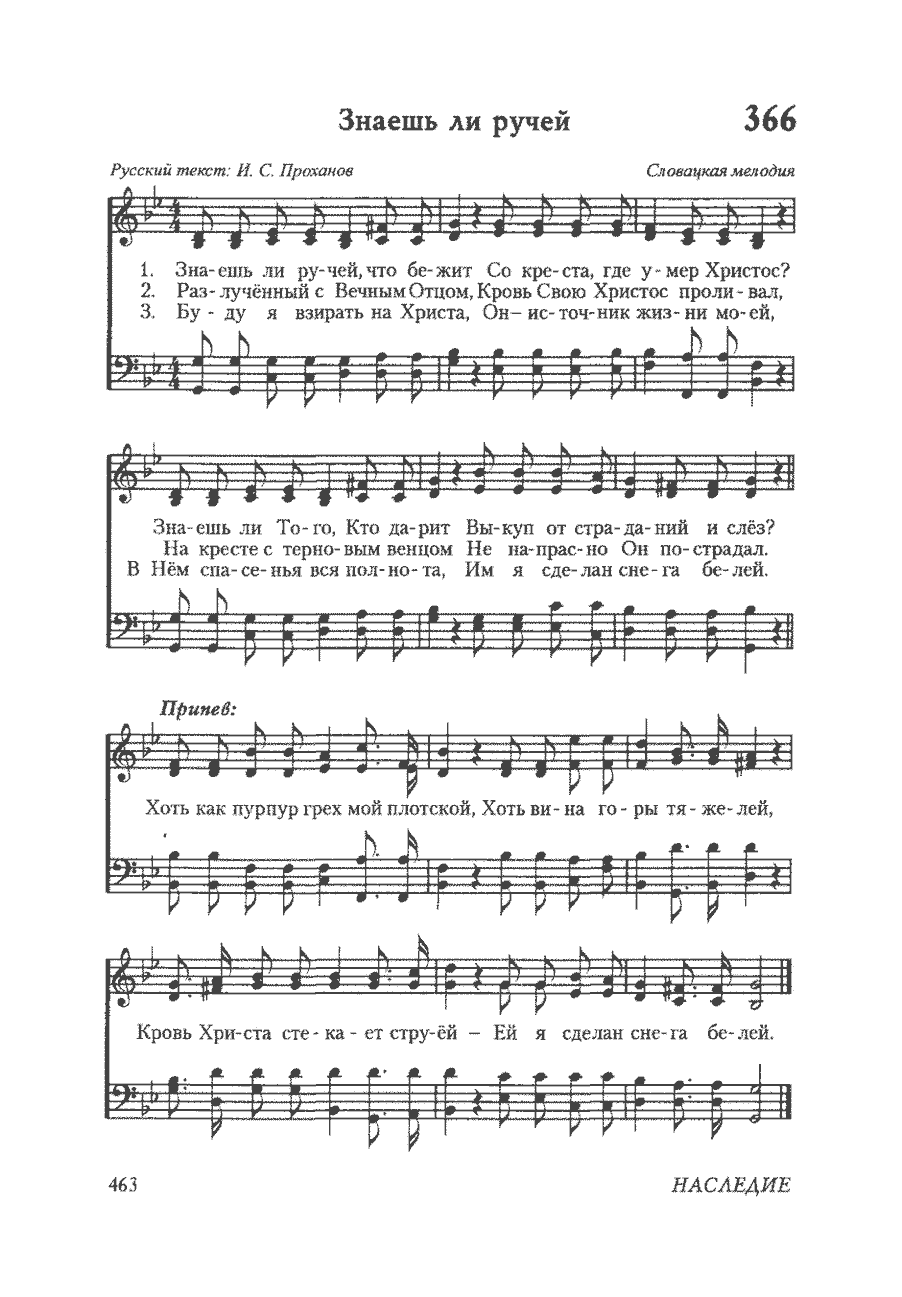 Знаешь ли ручей 366
Русский текст: И. С. Проханов Словацкая мелодия
1. Зна-ешь ли ру-чей, что бе-жит Со кре-ста, где у-мер Христос?
2. Раз-лучённый с Вечным Отцом, Кровь Свою Христос проли-вал,
3. Бу - ду я взирать на Христа, Он– ис-точ-ник жиз-ни мо-ей,
Зна-ешь ли То-го, Кто да-рит Вы-куп от стра-да-ний и слёз?
На кресте с терно-вым венцом Не на-прас-но Он по-страдал.
В Нём спа-се-нья вся пол-но-та, Им я сде-лан сне-га бе-лей.
Припев:
Хоть как пурпур грех мой плотской, Хоть ви-на го-ры тя-же-лей,
Кровь Хри-ста сте-ка-ет стру-ёй – Ей я сделан сне-га бе-лей.
463 НАСЛЕДИЕ